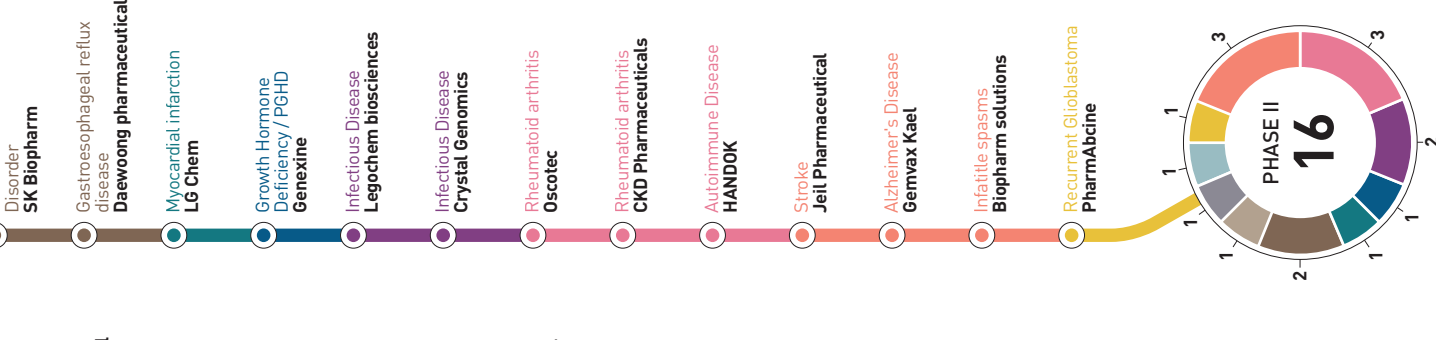 Disorder
SK Biopharm
Gastroesophageal reflux
disease
Daewoong pharmaceutical
Myocardial infarction
LG Chem
Growth Hormone
Deficiency / PGHD
Genexine
Infectious Disease
Legochem biosciences
Infectious Disease
Crystal Genomics
Rheumatoid arthritis
Oscotec
Rheumatoid arthritis
CKD Pharmaceuticals
Autoimmune Disease
HANDOK
Stroke
Jeil Pharmaceutical
Alzheimer's Disease
Gemvax Kael
Infatitle spasms
Biopharm solutions
Recurrent Glioblastoma
PharmAbcine
PHASE II
16
3
3
2
1
1
2
1
1
1
1